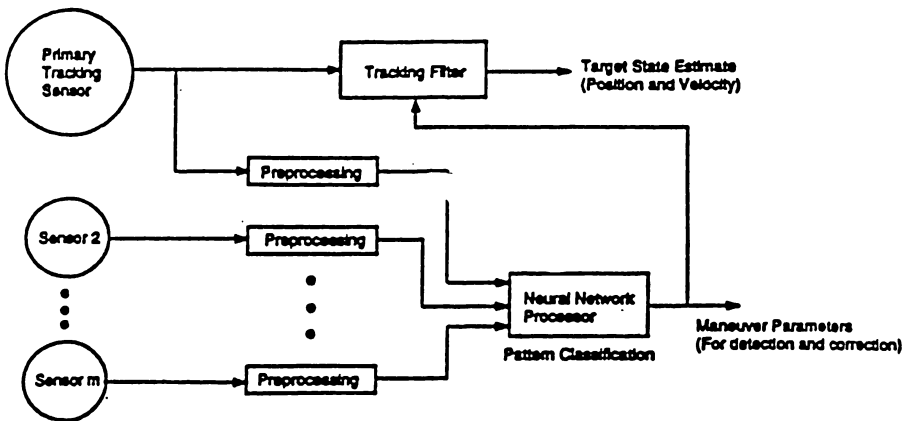 Primary
Tracking
Sensor
Tracking Filter
Target State Estimate
(Position and Velocity)
Preprocessing
Sensor 2
Preprocessing
Neural Network
Processor
Pattern Classification
Maneuver Parameters
(For detection and correction)
Sensor m
Preprocessing